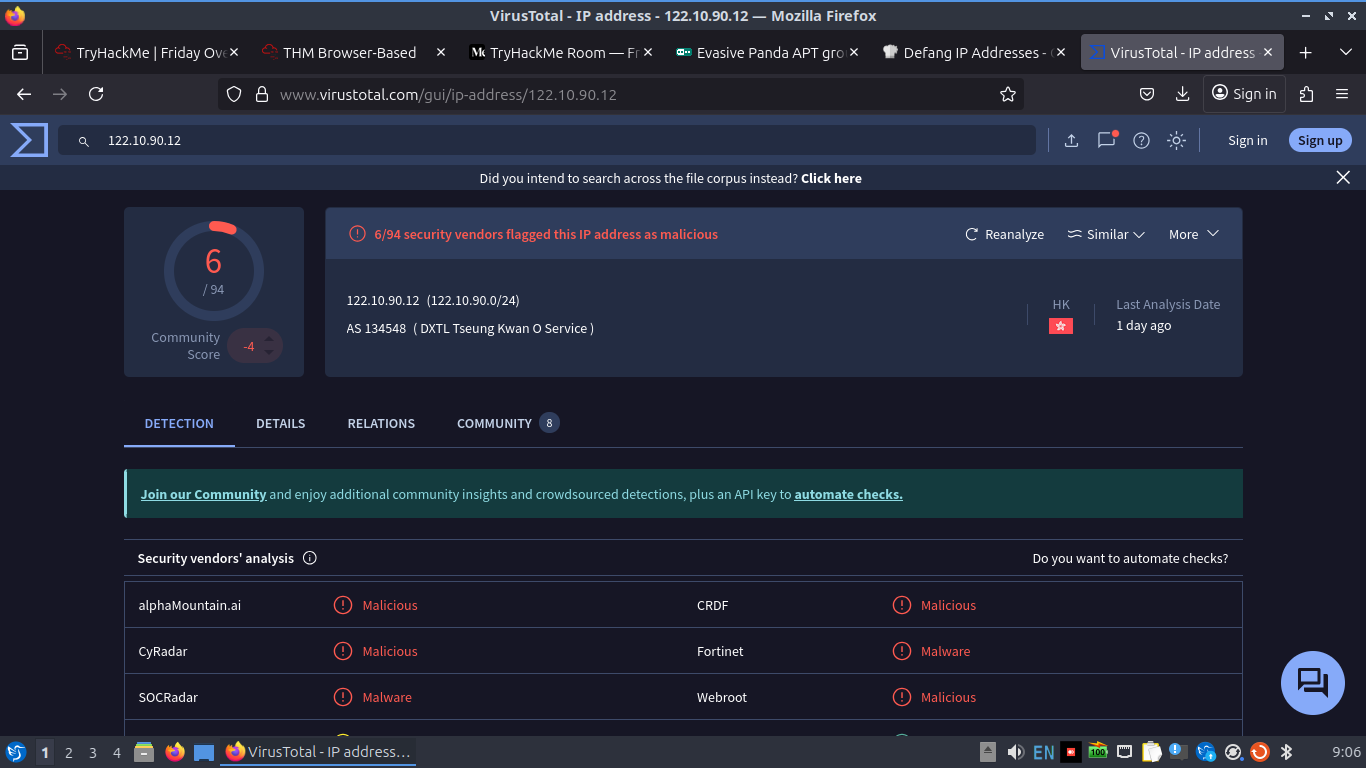 VirusTotal - IP address - 122.10.90.12 — Mozilla Firefox
TryHackMe | Friday Ove
THM Browser-Based
TryHackMe Room — Fr
Evasive Panda APT gro
Defang IP Addresses - C
VirusTotal - IP address
www.virustotal.com/gui/ip-address/122.10.90.12
Sign in
122.10.90.12
Sign in
Sign up
Did you intend to search across the file corpus instead? Click here
6
/ 94
Community
Score
-4
6/94 security vendors flagged this IP address as malicious
Reanalyze
Similar
More
122.10.90.12 (122.10.90.0/24)
AS 134548 ( DXTL Tseung Kwan O Service )
HK
Last Analysis Date
1 day ago
DETECTION
DETAILS
RELATIONS
COMMUNITY
8
Join our Community and enjoy additional community insights and crowdsourced detections, plus an API key to automate checks.
Security vendors' analysis
Do you want to automate checks?
alphaMountain.ai
Malicious
CRDF
Malicious
CyRadar
Malicious
Fortinet
Malware
SOCRadar
Malware
Webroot
Malicious
1
2
3
4
VirusTotal - IP address...
EN
100
9:06